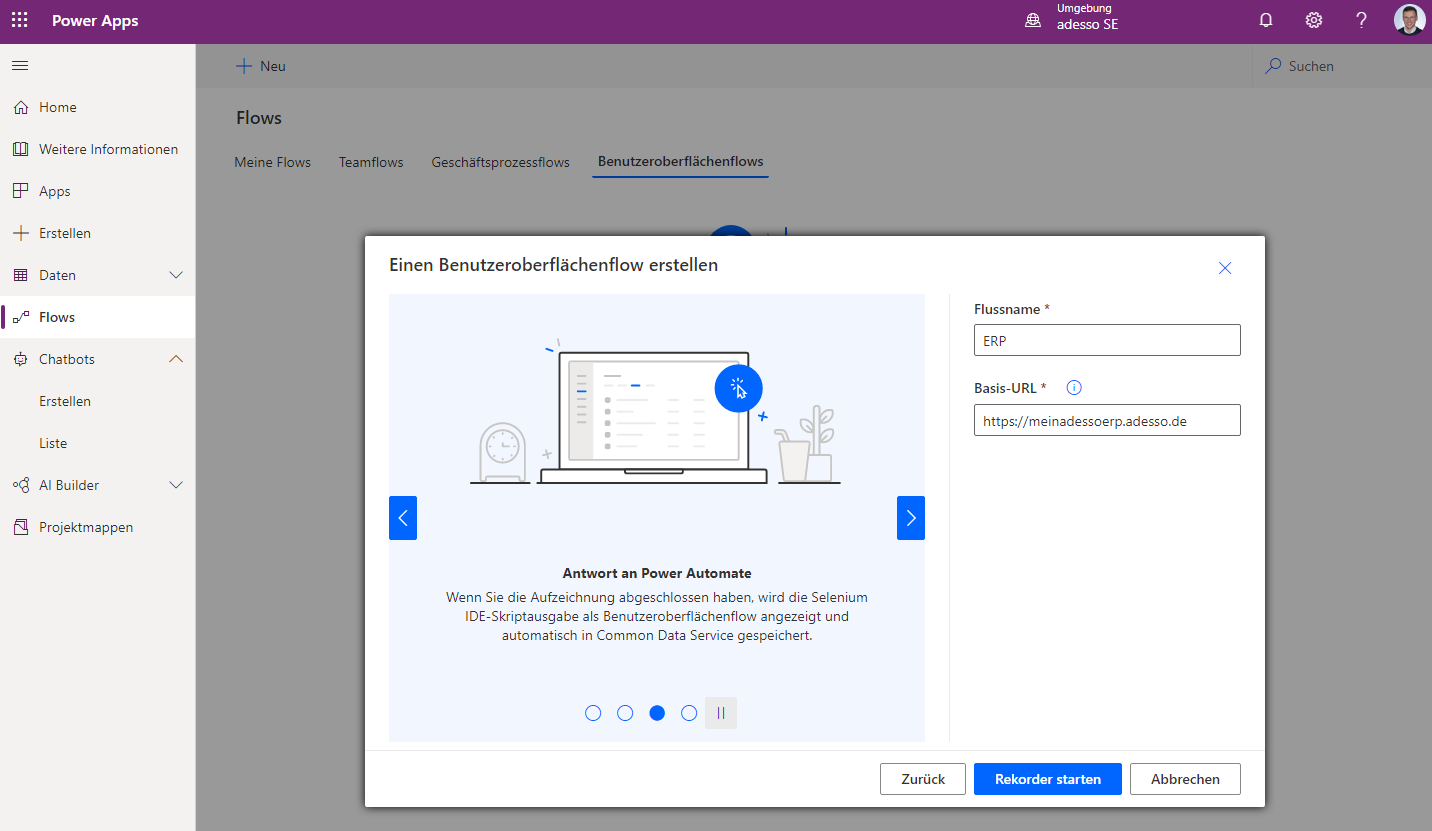 Power Apps
Umgebung
adesso SE
Neu
Suchen
Home
Weitere Informationen
Apps
Erstellen
Daten
Flows
Chatbots
Erstellen
Liste
AI Builder
Projektmappen
Flows
Meine Flows
Teamflows
Geschäftsprozessflows
Benutzeroberflächenflows
Einen Benutzeroberflächenflow erstellen
Antwort an Power Automate
Wenn Sie die Aufzeichnung abgeschlossen haben, wird die Selenium
IDE-Skriptausgabe als Benutzeroberflächenflow angezeigt und
automatisch in Common Data Service gespeichert.
Flussname *
ERP
Basis-URL *
https://meinadessoerp.adesso.de
Zurück
Rekorder starten
Abbrechen